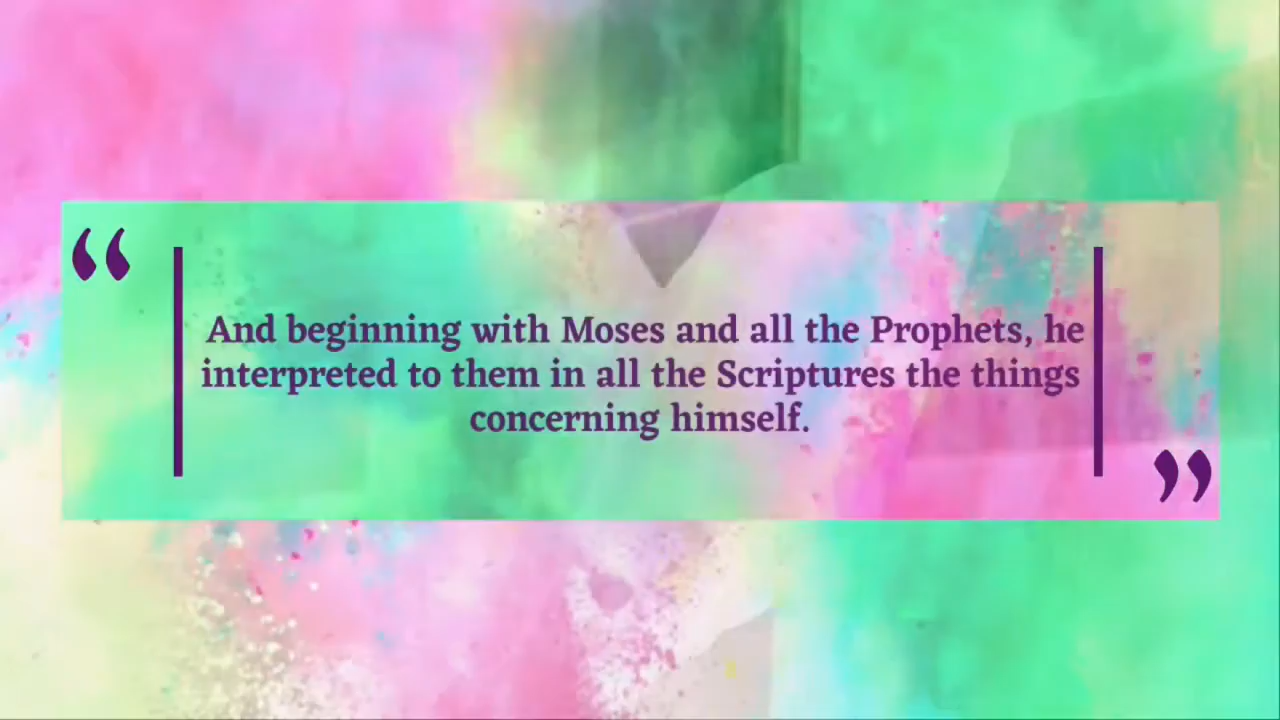 “
And beginning with Moses and all the Prophets, he
interpreted to them in all the Scriptures the things
concerning himself.
”